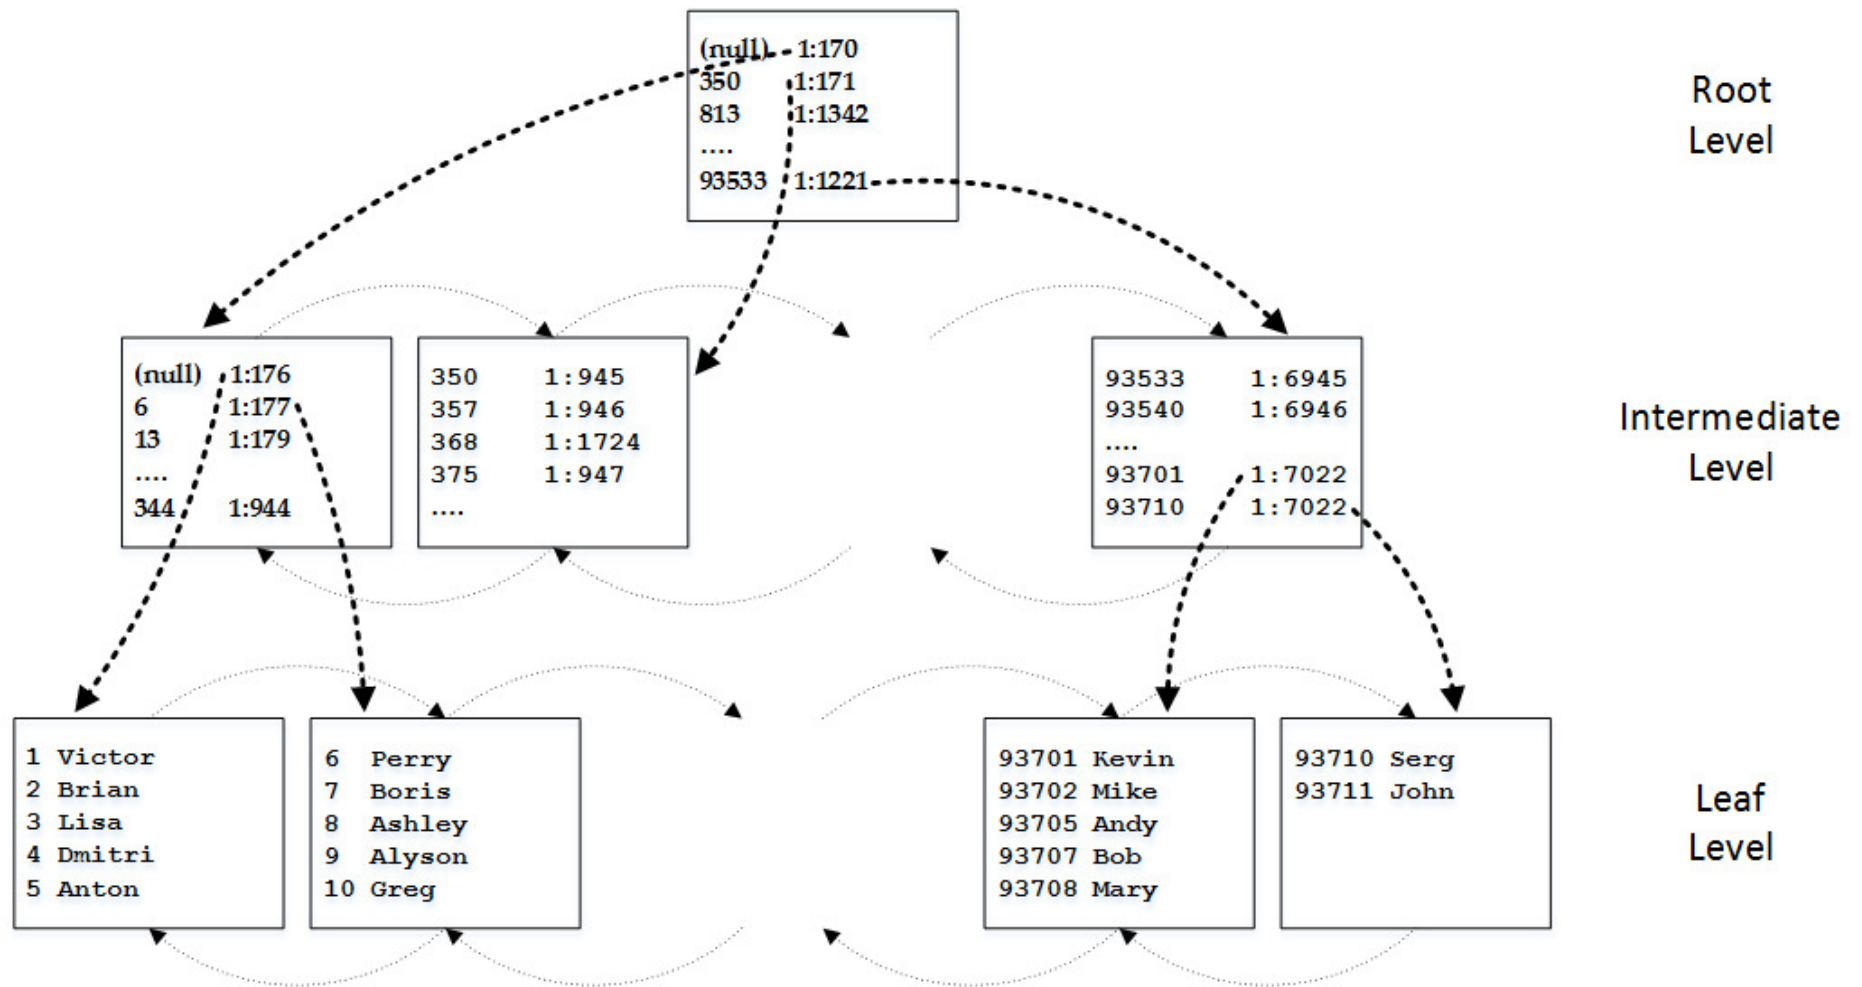 (null) 1:170
350 1:171
813 1:1342
....
93533 1:1221
Root
Level
(null) 1:176
6 1:177
13 1:179
....
344 1:944
350 1:945
357 1:946
368 1:1724
375 1:947
....
93533 1:6945
93540 1:6946
....
93701 1:7022
93710 1:7022
Intermediate
Level
1 Victor
2 Brian
3 Lisa
4 Dmitri
5 Anton
6 Perry
7 Boris
8 Ashley
9 Alyson
10 Greg
93701 Kevin
93702 Mike
93705 Andy
93707 Bob
93708 Mary
93710 Serg
93711 John
Leaf
Level